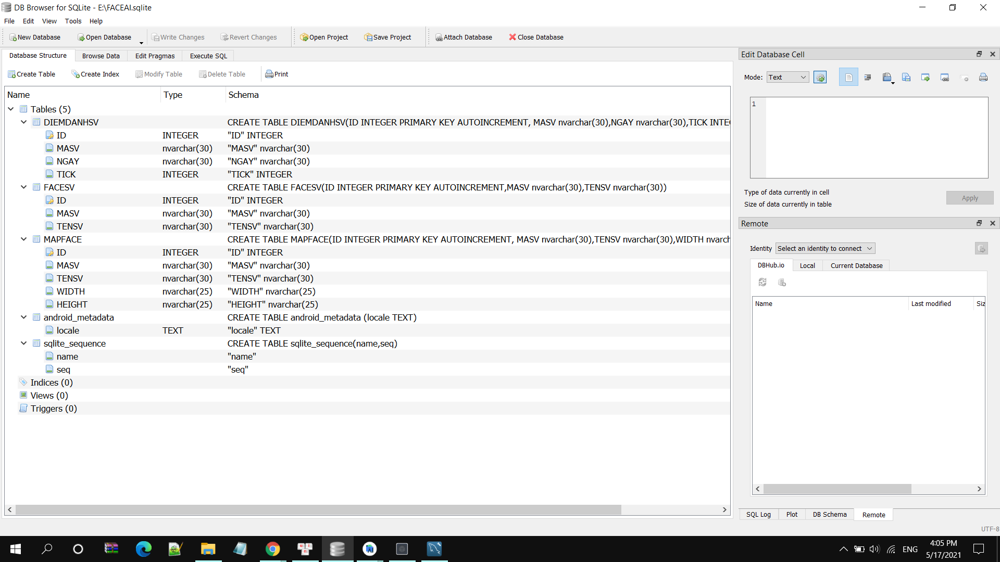 DB Browser for SQLite - E:\FACEAI.sqlite
File Edit View Tools Help
New Database Open Database Write Changes Revert Changes Open Project Save Project Attach Database Close Database
Database Structure Browse Data Edit Pragmas Execute SQL
Create Table Create Index Modify Table Delete Table Print
Name Type Schema
Tables (5)
DIEMDANHSV CREATE TABLE DIEMDANHSV(ID INTEGER PRIMARY KEY AUTOINCREMENT, MASV nvarchar(30),NGAY nvarchar(30),TICK INTE
ID INTEGER "ID" INTEGER
MASV nvarchar(30) "MASV" nvarchar(30)
NGAY nvarchar(30) "NGAY" nvarchar(30)
TICK INTEGER "TICK" INTEGER
FACESV CREATE TABLE FACESV(ID INTEGER PRIMARY KEY AUTOINCREMENT,MASV nvarchar(30),TENSV nvarchar(30))
ID INTEGER "ID" INTEGER
MASV nvarchar(30) "MASV" nvarchar(30)
TENSV nvarchar(30) "TENSV" nvarchar(30)
MAPFACE CREATE TABLE MAPFACE(ID INTEGER PRIMARY KEY AUTOINCREMENT, MASV nvarchar(30),TENSV nvarchar(30),WIDTH nvarch
ID INTEGER "ID" INTEGER
MASV nvarchar(30) "MASV" nvarchar(30)
TENSV nvarchar(30) "TENSV" nvarchar(30)
WIDTH nvarchar(25) "WIDTH" nvarchar(25)
HEIGHT nvarchar(25) "HEIGHT" nvarchar(25)
android_metadata CREATE TABLE android_metadata (locale TEXT)
locale TEXT "locale" TEXT
sqlite_sequence CREATE TABLE sqlite_sequence(name,seq)
name "name"
seq "seq"
Indices (0)
Views (0)
Triggers (0)
Edit Database Cell
Mode: Text
1
Type of data currently in cell
Size of data currently in table
Apply
Remote
Identity Select an identity to connect
DBHub.io Local Current Database
Name Last modified Siz
SQL Log Plot DB Schema Remote
UTF-8
ENG
4:05 PM
5/17/2021